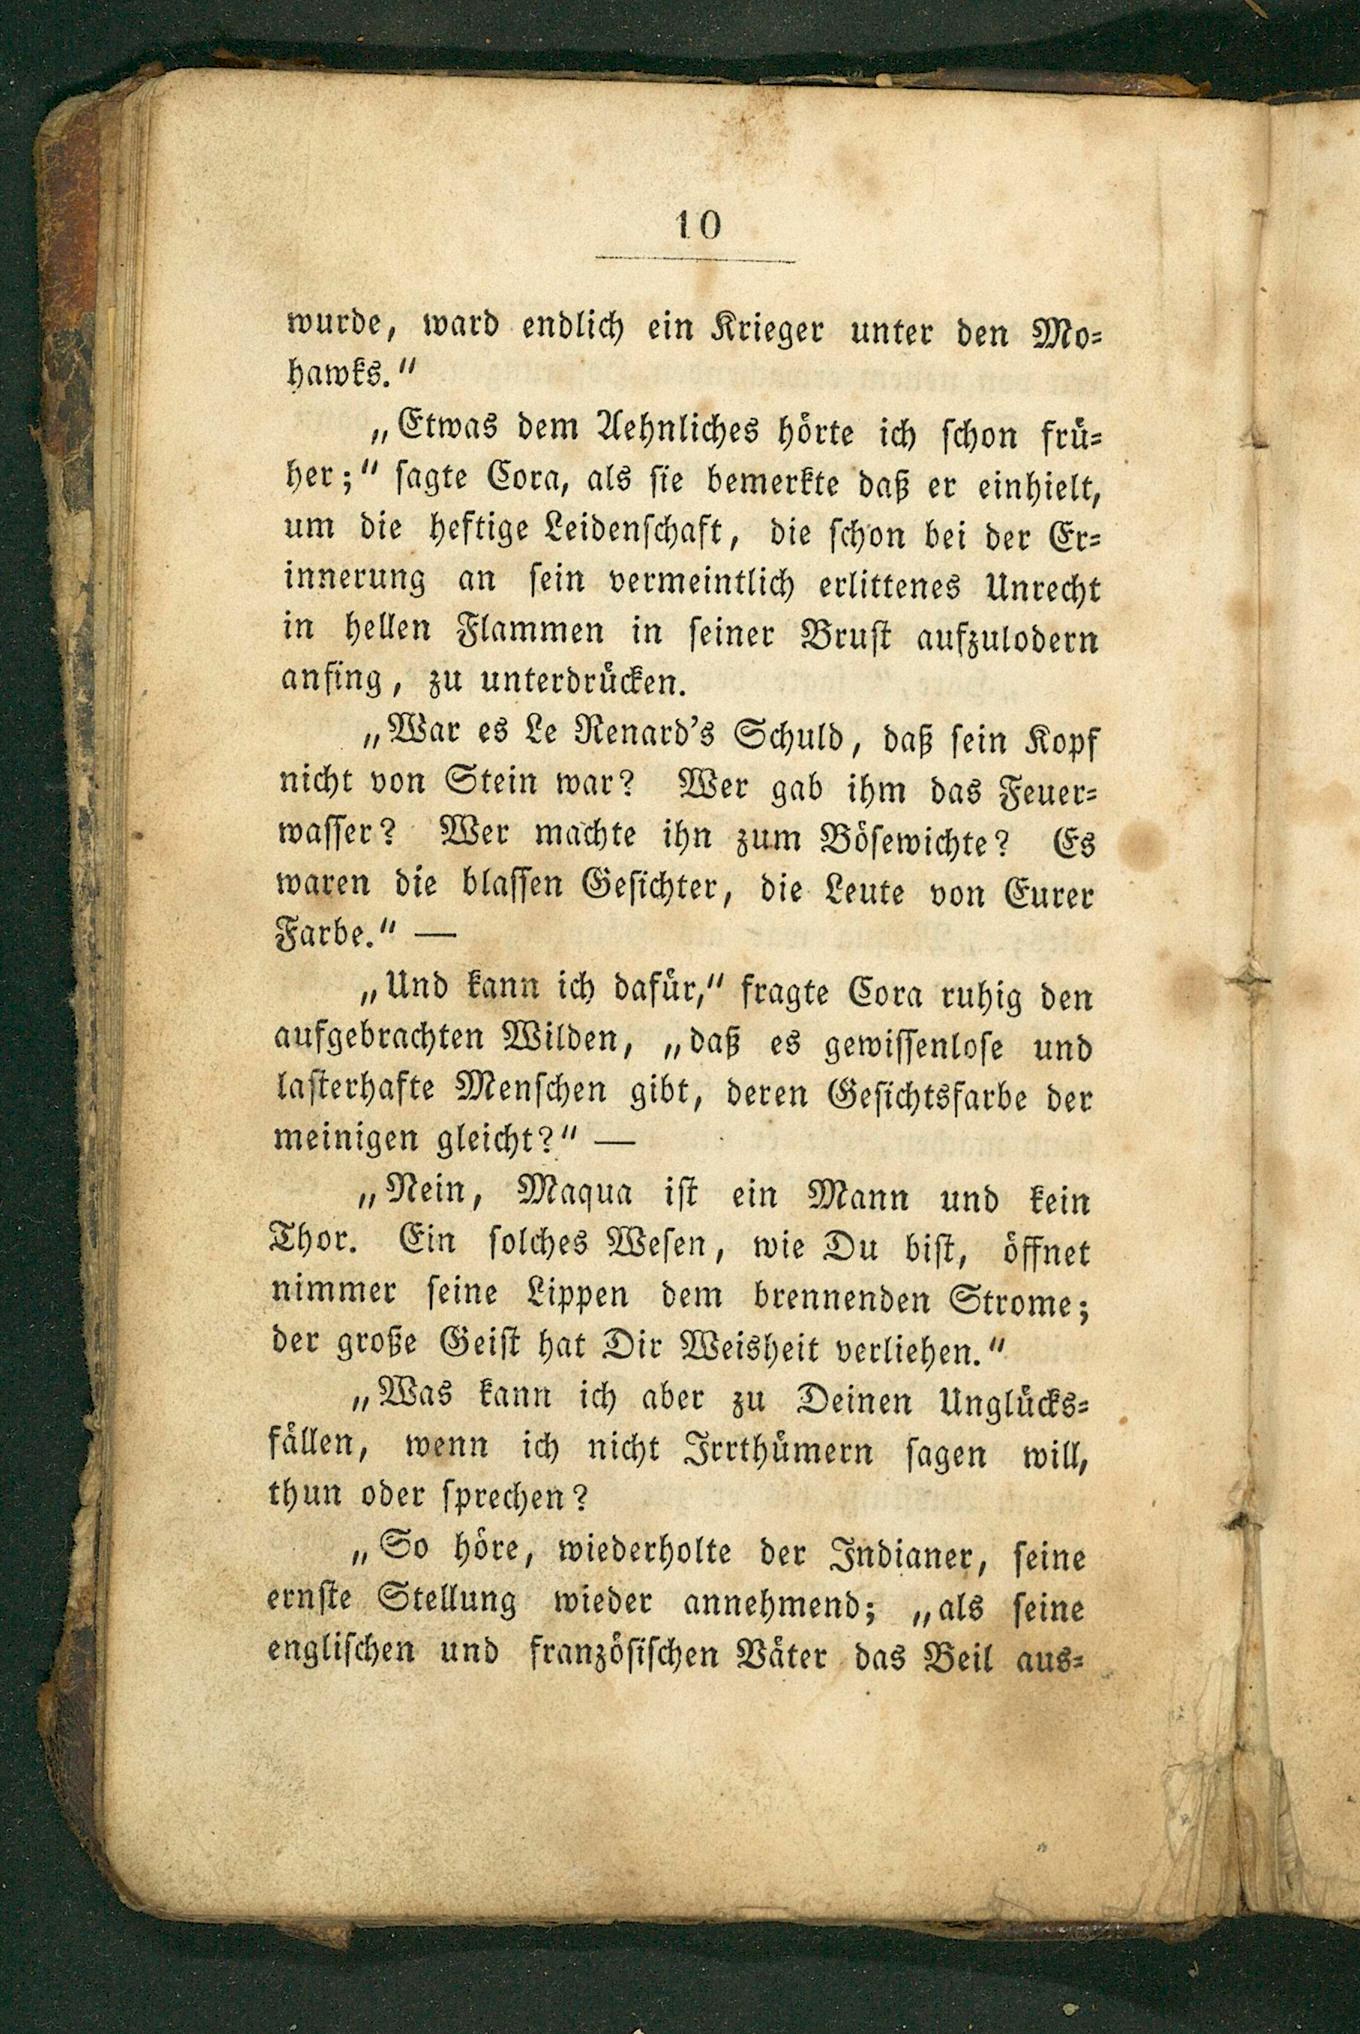 10
wurde, ward endlich ein Krieger unter den Mo-
hawks."
„Etwas dem Aehnliches hörte ich schon frü-
her;" sagte Cora, als sie bemerkte daß er einhielt,
um die heftige Leidenschaft, die schon bei der Er-
innerung an sein vermeintlich erlittenes Unrecht
in hellen Flammen in seiner Brust aufzulodern
anfing, zu unterdrücken.
„War es Le Renard's Schuld, daß sein Kopf
nicht von Stein war? Wer gab ihm das Feuer-
wasser? Wer machte ihn zum Bösewichte? Es
waren die blassen Gesichter, die Leute von Eurer
Farbe." —
„Und kann ich dafür," fragte Cora ruhig den
aufgebrachten Wilden, „daß es gewissenlose und
lasterhafte Menschen gibt, deren Gesichtsfarbe der
meinigen gleicht?" —
„Nein, Maqua ist ein Mann und kein
Thor. Ein solches Wesen, wie Du bist, öffnet
nimmer seine Lippen dem brennenden Strome;
der große Geist hat Dir Weisheit verliehen."
„Was kann ich aber zu Deinen Unglücks-
fällen, wenn ich nicht Irrthümern sagen will,
thun oder sprechen?
„So höre, wiederholte der Indianer, seine
ernste Stellung wieder annehmend; „als seine
englischen und französischen Väter das Beil aus-